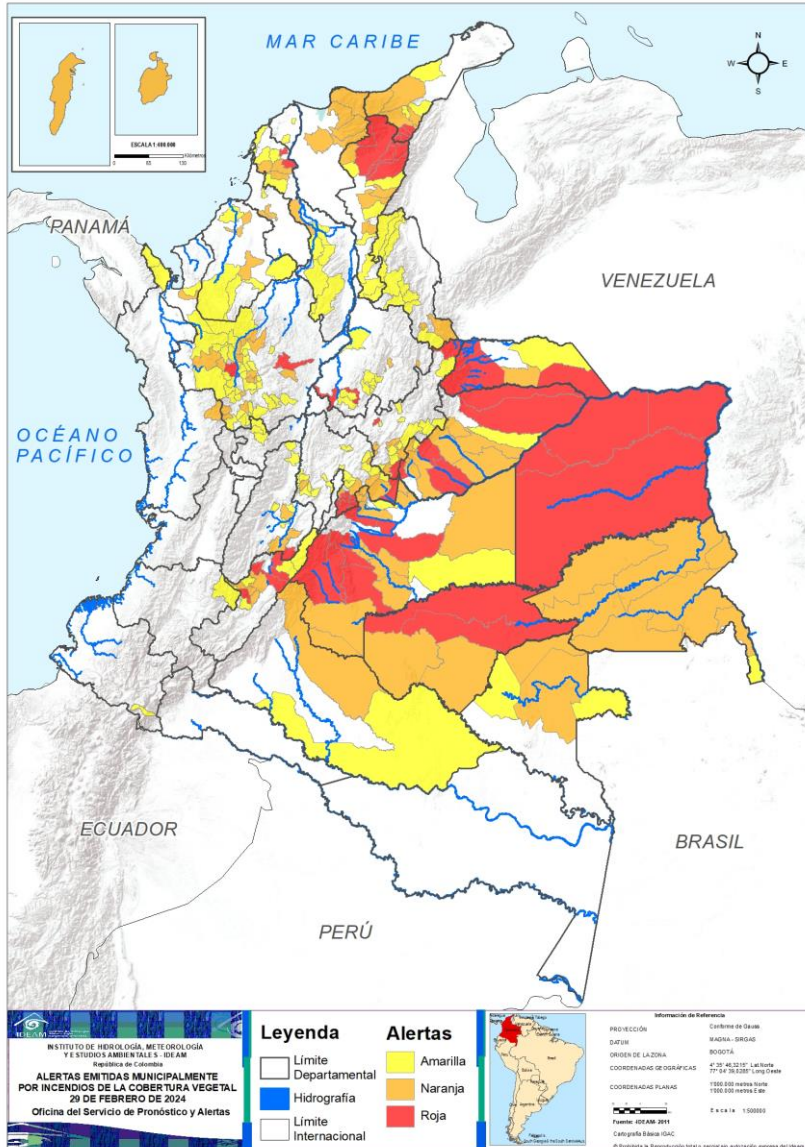 MAR CARIBE
N
W
E
S
ESCALA 1:400.000
PANAMÁ
VENEZUELA
OCÉANO
PACÍFICO
ECUADOR
BRASIL
PERÚ
IDEAM
INSTITUTO DE HIDROLOGÍA, METEOROLOGÍA
Y ESTUDIOS AMBIENTALES - IDEAM
República de Colombia
ALERTAS EMITIDAS MUNICIPALMENTE
POR INCENDIOS DE LA COBERTURA VEGETAL
29 DE FEBRERO DE 2024
Oficina del Servicio de Pronóstico y Alertas
Leyenda
Límite
Departamental
Hidrografía
Límite
Internacional
Alertas
Amarilla
Naranja
Roja
Información de Referencia
PROYECCIÓN
Conforme de Gauss
DATUM
MAGNA - SIRGAS
ORIGEN DE LA ZONA
BOGOTÁ
COORDENADAS GEOGRÁFICAS
COORDENADAS PLANAS
1'000.000 metros Norte
1'000.000 metros Este
Fuente: IDEAM- 2011
Cartografía Básica IGAC